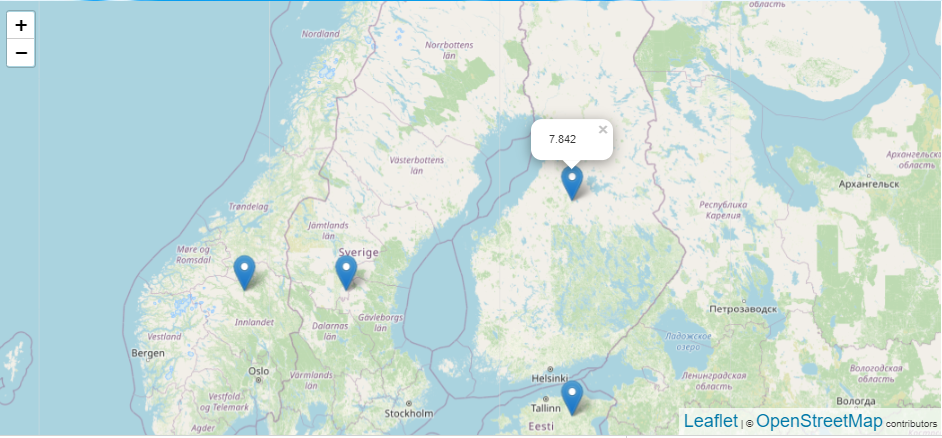 +
−
Nordland
область
Norrbottens
län
7.842
×
Västerbottens
län
Архангельская
область
Архангельск
Trøndelag
Республика
Карелия
Jämtlands
län
Møre og
Romsdal
Sverige
Innlandet
Gävleborgs
län
Dalarnas
län
Петрозаводск
Vestland
Bergen
Ладожское
озеро
Oslo
Värmlands
län
Helsinki
Ленинградская
область
Вологодская
область
Vestfold
og Telemark
Stockholm
Tallinn
Eesti
Вологда
Viken
Leaflet | © OpenStreetMap contributors